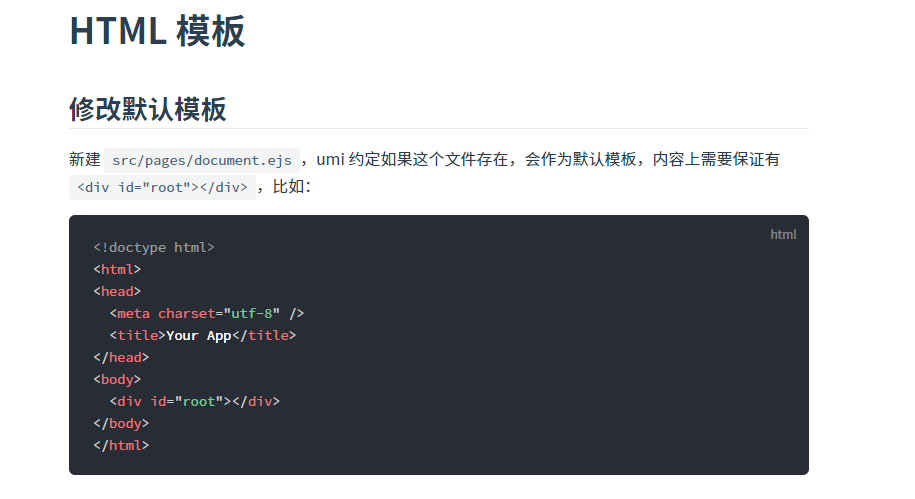 HTML 模板
修改默认模板
新建 src/pages/document.ejs ，umi 约定如果这个文件存在，会作为默认模板，内容上需要保证有
<div id="root"></div> ，比如：
html
<!doctype html>
<html>
<head>
  <meta charset="utf-8" />
  <title>Your App</title>
</head>
<body>
  <div id="root"></div>
</body>
</html>